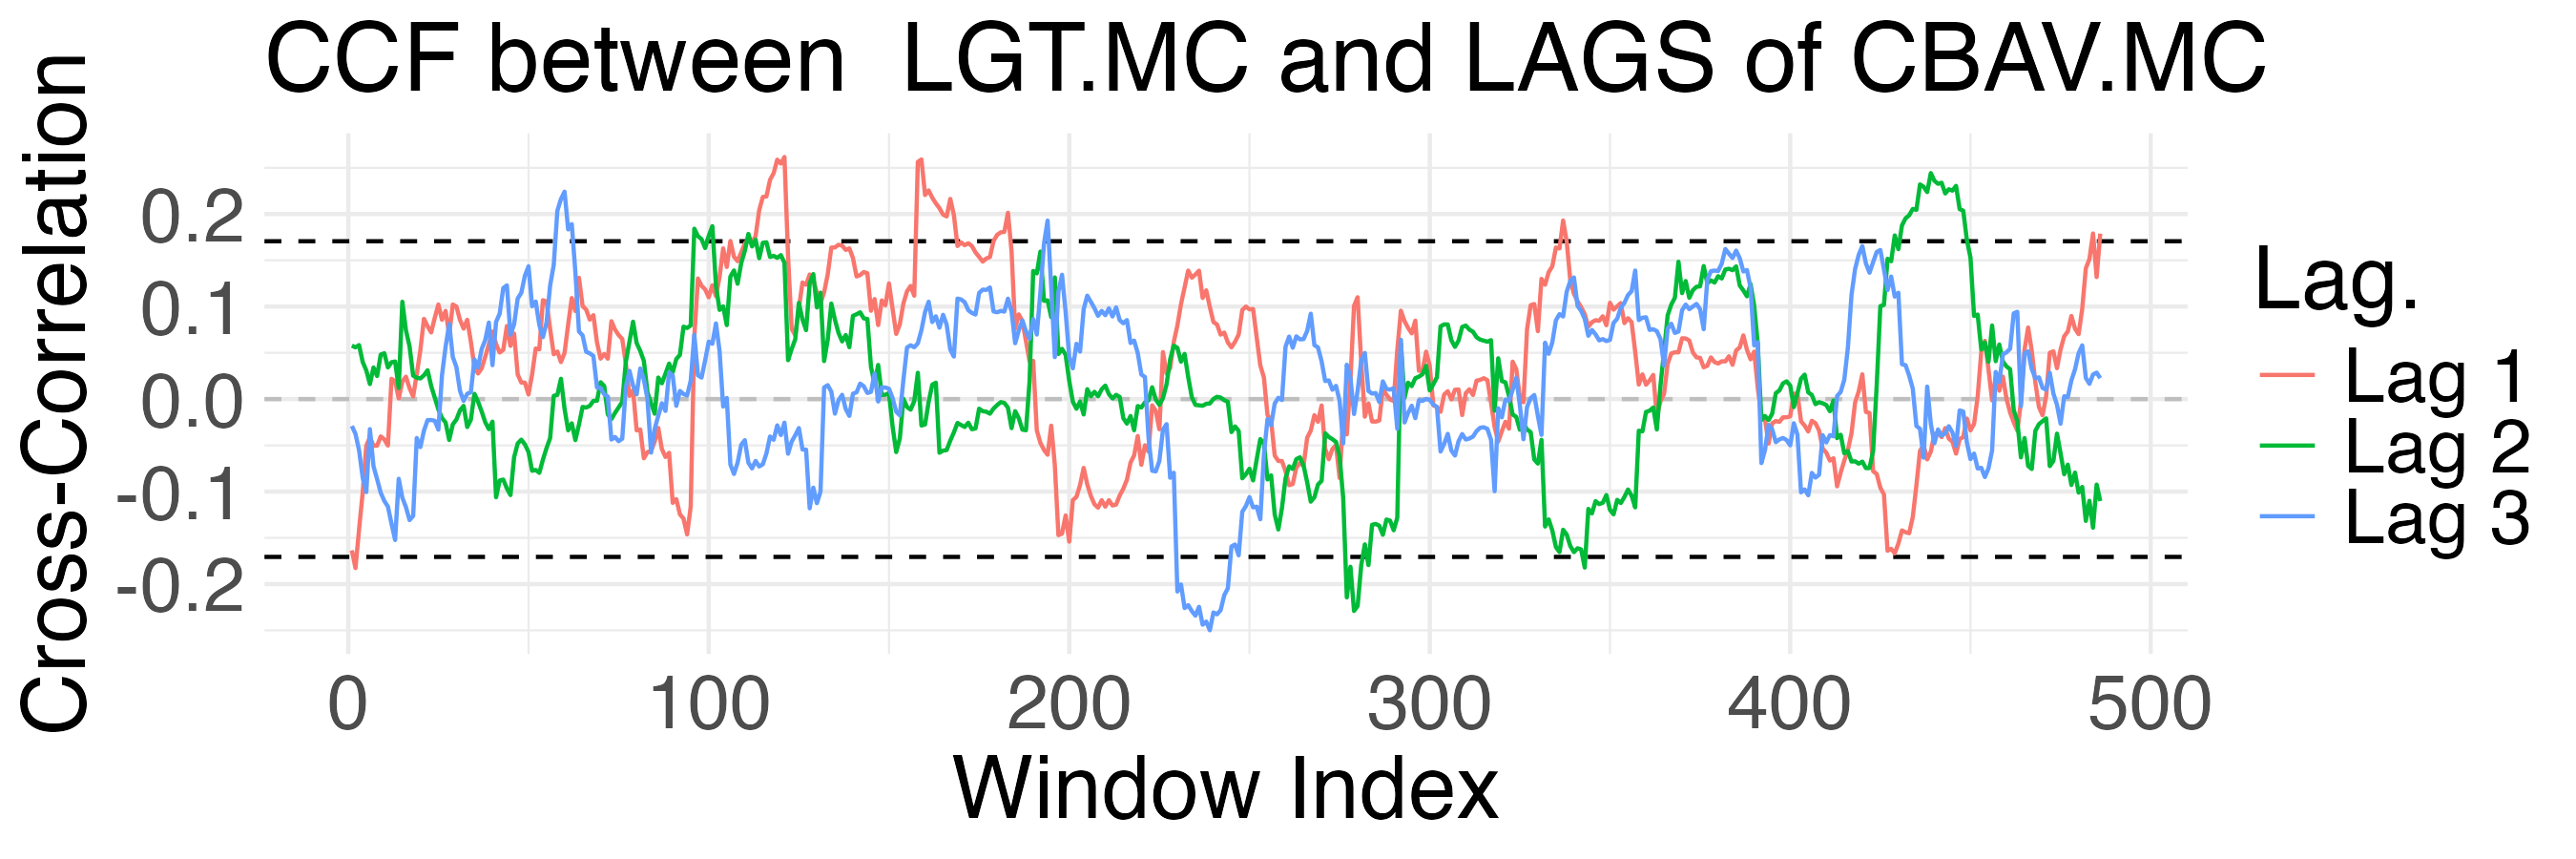 CCF between  LGT.MC and LAGS of CBAV.MC
Cross-Correlation
0.2
0.1
0.0
-0.1
-0.2
0 100 200 300 400 500
Window Index
Lag.
Lag 1
Lag 2
Lag 3